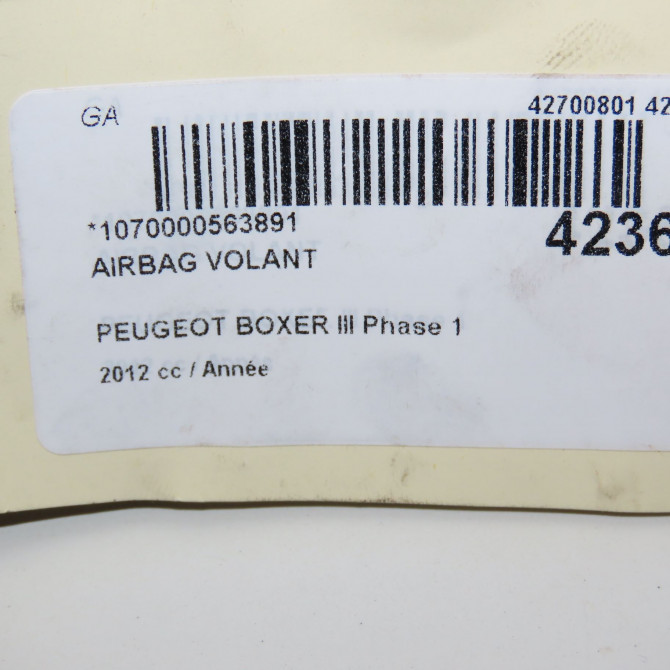 GA
42700801 42
*1070000563891
4236
AIRBAG VOLANT
PEUGEOT BOXER III Phase 1
2012 cc / Année